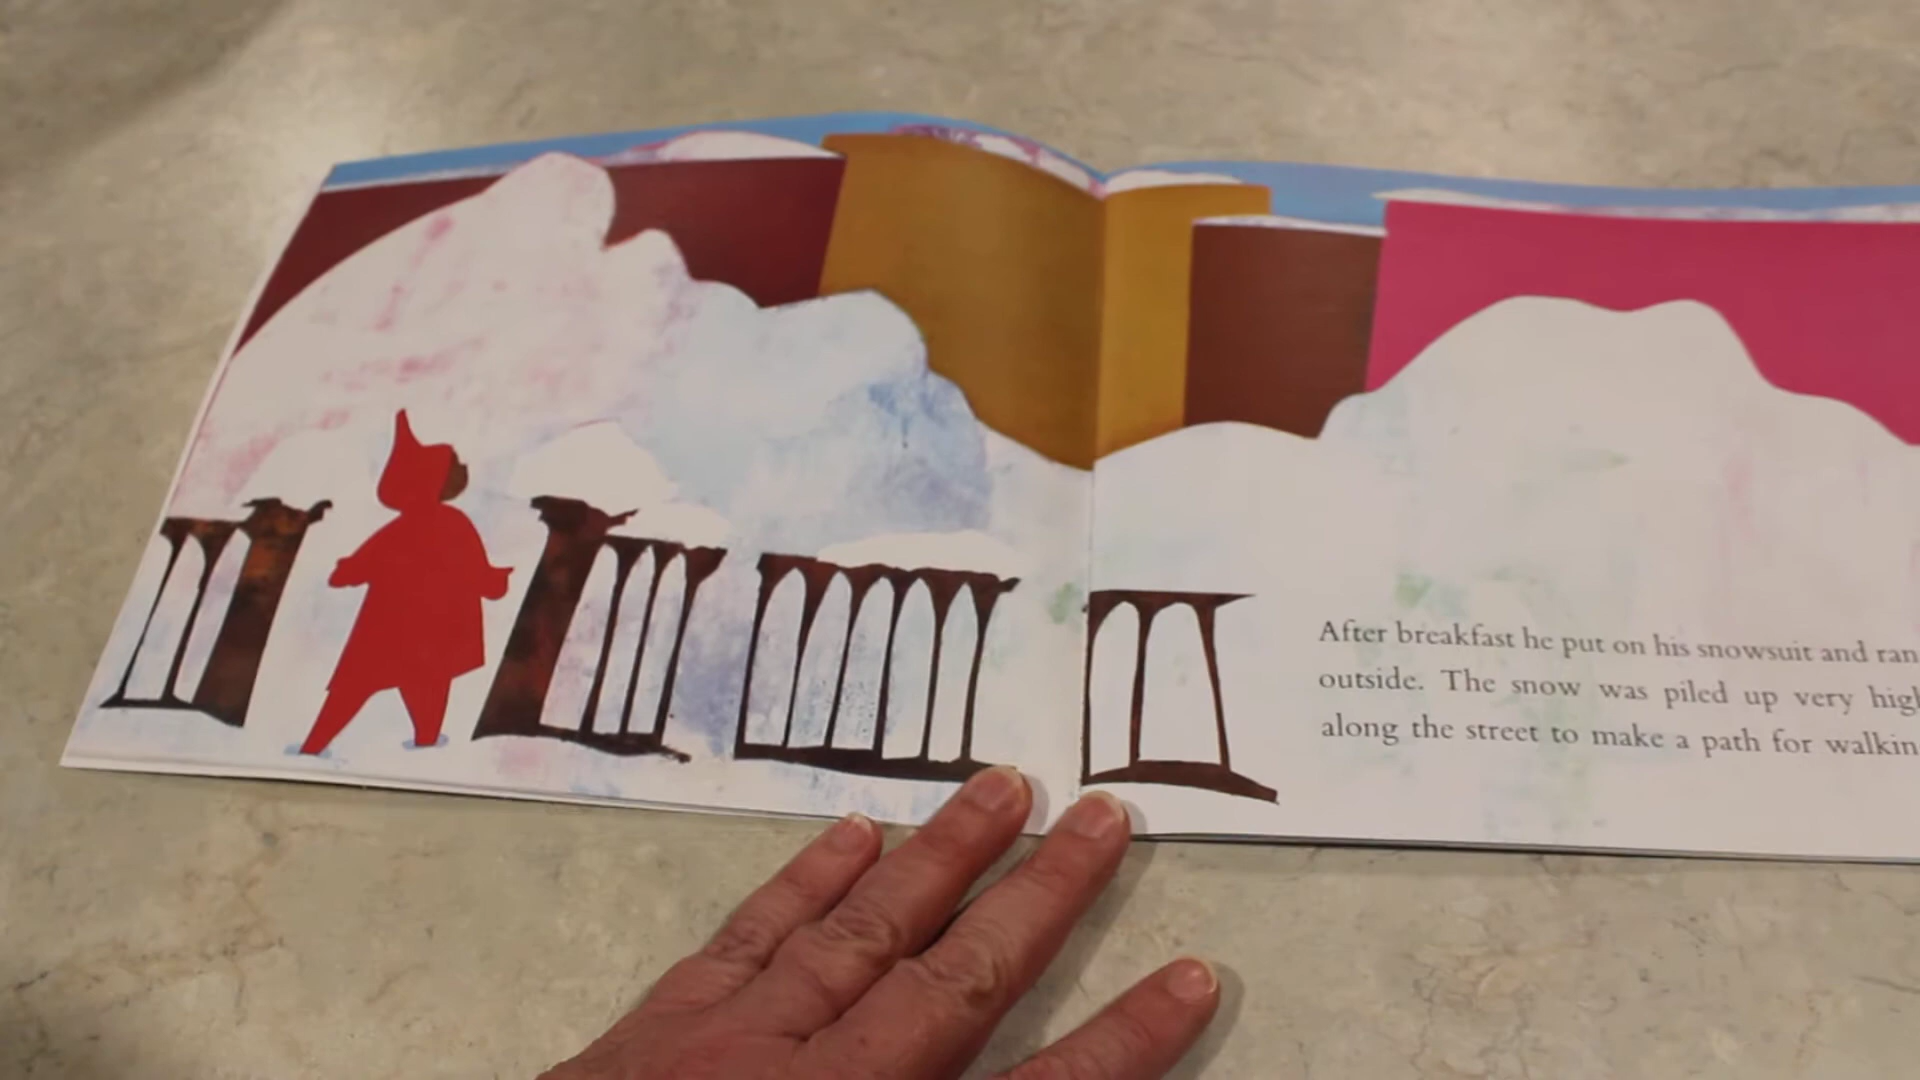 After breakfast he put on his snowsuit and ran
outside. The snow was piled up very high
along the street to make a path for walkin